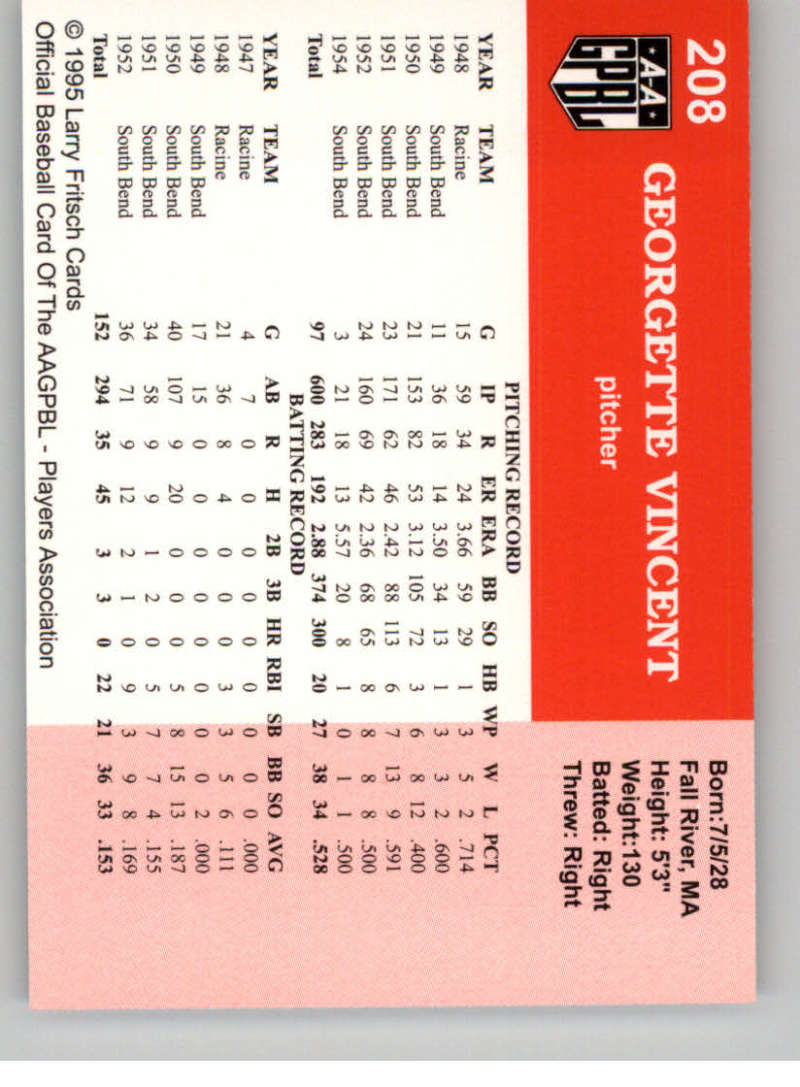 208
A-A
GPBL
GEORGETTE VINCENT
pitcher
Born:7/5/28
Fall River, MA
Height: 5'3"
Weight:130
Batted: Right
Threw: Right
PITCHING RECORD
YEAR TEAM G IP R ER ERA BB SO HB WP W L PCT
1948 Racine 15 59 34 24 3.66 59 29 1 3 5 2 .714
1949 South Bend 11 36 18 14 3.50 34 13 1 3 3 2 .600
1950 South Bend 21 153 82 53 3.12 105 72 3 6 8 12 .400
1951 South Bend 23 171 62 46 2.42 88 113 6 7 13 9 .591
1952 South Bend 24 160 69 42 2.36 68 65 8 8 8 8 .500
1954 South Bend 3 21 18 13 5.57 20 8 1 0 1 1 .500
Total 97 600 283 192 2.88 374 300 20 27 38 34 .528
BATTING RECORD
YEAR TEAM G AB R H 2B 3B HR RBI SB BB SO AVG
1947 Racine 4 7 0 0 0 0 0 0 0 0 0 .000
1948 Racine 21 36 8 4 0 0 0 3 3 5 6 .111
1949 South Bend 17 15 0 0 0 0 0 0 0 0 2 .000
1950 South Bend 40 107 9 20 0 0 0 5 8 15 13 .187
1951 South Bend 34 58 9 9 1 2 0 5 7 7 4 .155
1952 South Bend 36 71 9 12 2 1 0 9 3 9 8 .169
Total 152 294 35 45 3 3 0 22 21 36 33 .153
© 1995 Larry Fritsch Cards
Official Baseball Card Of The AAGPBL - Players Association